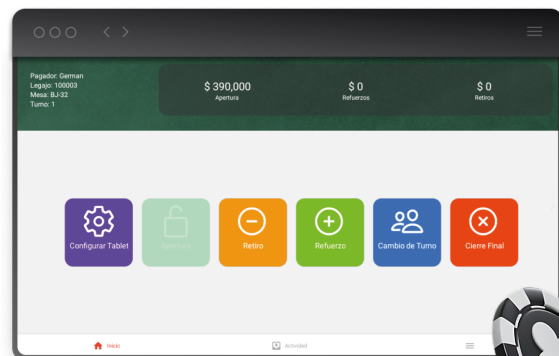 Pagador: German
Legajo: 100003
Mesa: BJ-32
Turno: 1
$ 390,000
Apertura
$ 0
Refuerzos
$ 0
Retiros
Configurar Tablet
Apertura
Retiro
Refuerzo
Cambio de Turno
Cierre Final
Inicio
Actividad